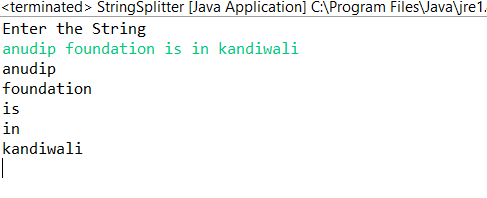 <terminated> StringSplitter [Java Application] C:\Program Files\Java\jre1.
Enter the String
anudip foundation is in kandiwali
anudip
foundation
is
in
kandiwali